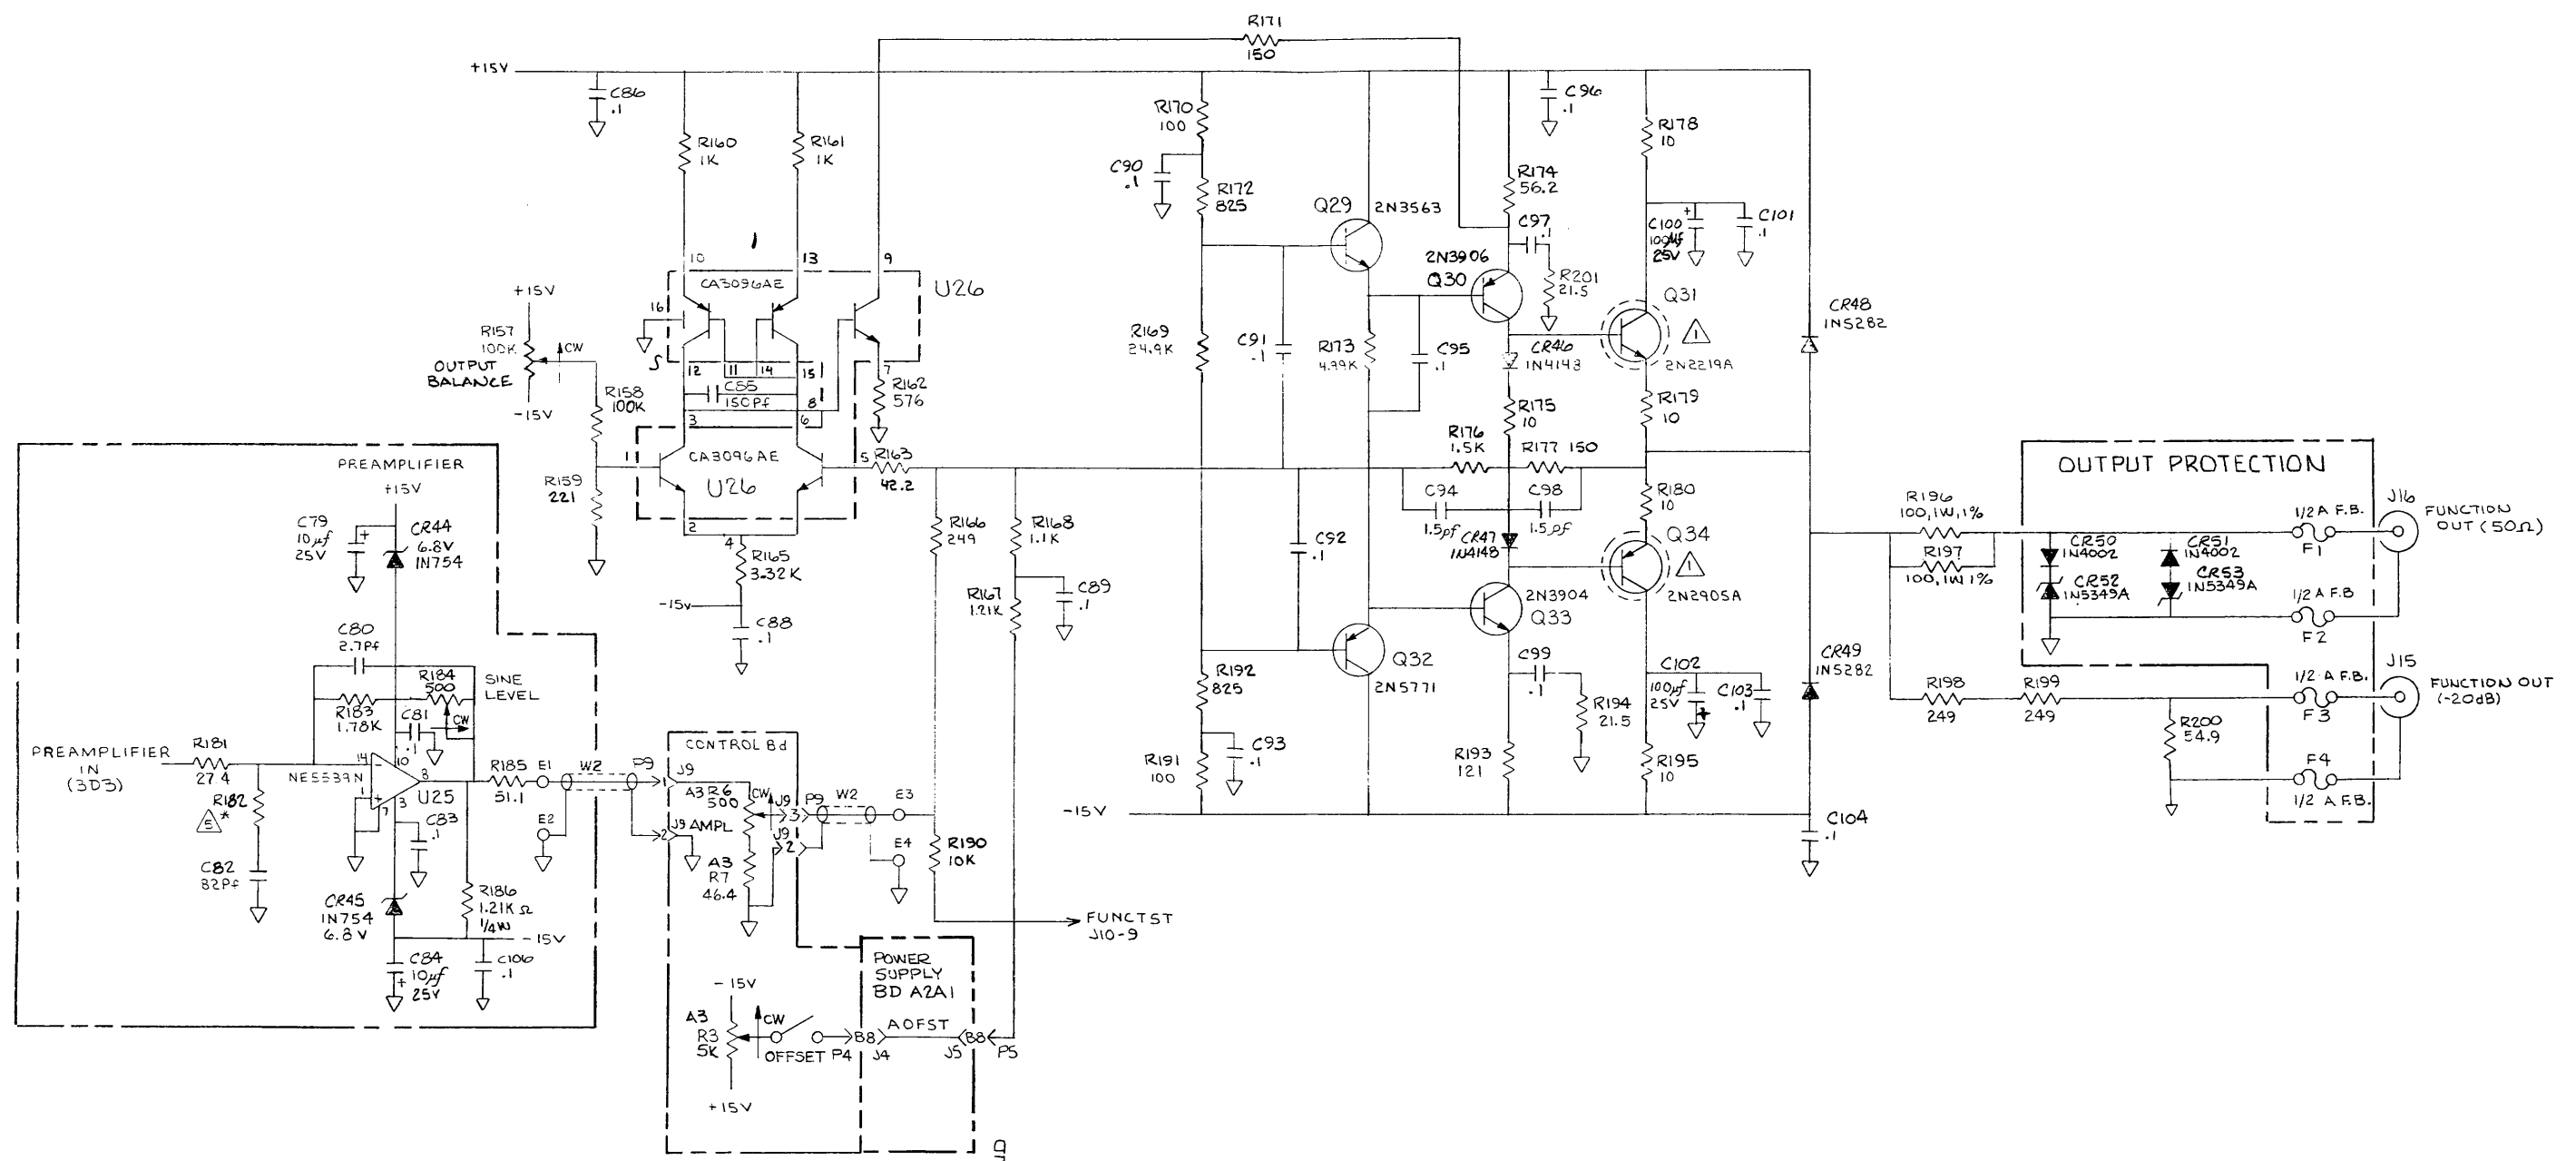 R171
150
+15V
C86
.1
R160
1K
R161
1K
R170
100
C90
.1
R172
825
Q29
2N3563
C96
.1
R178
10
R174
56.2
C97
.1
C100
100µf
25V
C101
.1
10
13
9
CA3096AE
U26
16
S
12
11
14
15
C55
150Pf
8
7
R162
576
2N3906
Q30
R201
21.5
Q31
1
2N2219A
CR48
1N5282
+15V
R157
100K
CW
OUTPUT
BALANCE
-15V
R158
100K
R169
24.9K
C91
.1
R173
4.99K
C95
.1
CR46
1N4148
R175
10
R179
10
3
6
1
CA3096AE
U26
5
R163
42.2
R159
221
2
4
R165
3.32K
-15V
C88
.1
R166
249
R168
1.1K
R167
1.21K
C89
.1
R176
1.5K
R177 150
C94
1.5pf
C98
1.5pf
C92
.1
CR47
1N4148
R180
10
Q34
1
2N2905A
2N3904
Q33
Q32
2N5771
R192
825
C93
.1
R191
100
C99
.1
R194
21.5
R193
121
C102
100µf
25V
C103
.1
R195
10
CR49
1N5282
-15V
C104
.1
R196
100,1W,1%
R197
100,1W 1%
OUTPUT PROTECTION
CR50
1N4002
CR52
1N5349A
CR51
1N4002
CR53
1N5349A
1/2 A F.B.
F1
1/2 A F.B
F2
J16
FUNCTION
OUT (50Ω)
1/2 A F.B.
F3
J15
FUNCTION OUT
(-20dB)
R198
249
R199
249
R200
54.9
F4
1/2 A F.B.
PREAMPLIFIER
+15V
C79
10µf
25V
CR44
6.8V
1N754
C80
2.7Pf
R184
500
SINE
LEVEL
R183
1.78K
C81
.1
CW
PREAMPLIFIER
IN
(3D3)
R181
27.4
NE5539N
14
10
1
7
3
8
U25
R182
5
*
C82
82Pf
C83
.1
R185
51.1
E1
W2
P9
E2
CR45
1N754
6.8V
R186
1.21KΩ
1/4W
-15V
C84
10µf
25V
C106
.1
CONTROL Bd
J9
1
A3R6
500
CW
J9
2
AMPL
J9
3
P9
W2
E3
J9
2
E4
A3
R7
46.4
R190
10K
FUNCTST
J10-9
POWER
SUPPLY
BD A2A1
-15V
A3
R3
5K
CW
OFFSET
P4
B8
J4
AOFST
J5
B8
P5
+15V